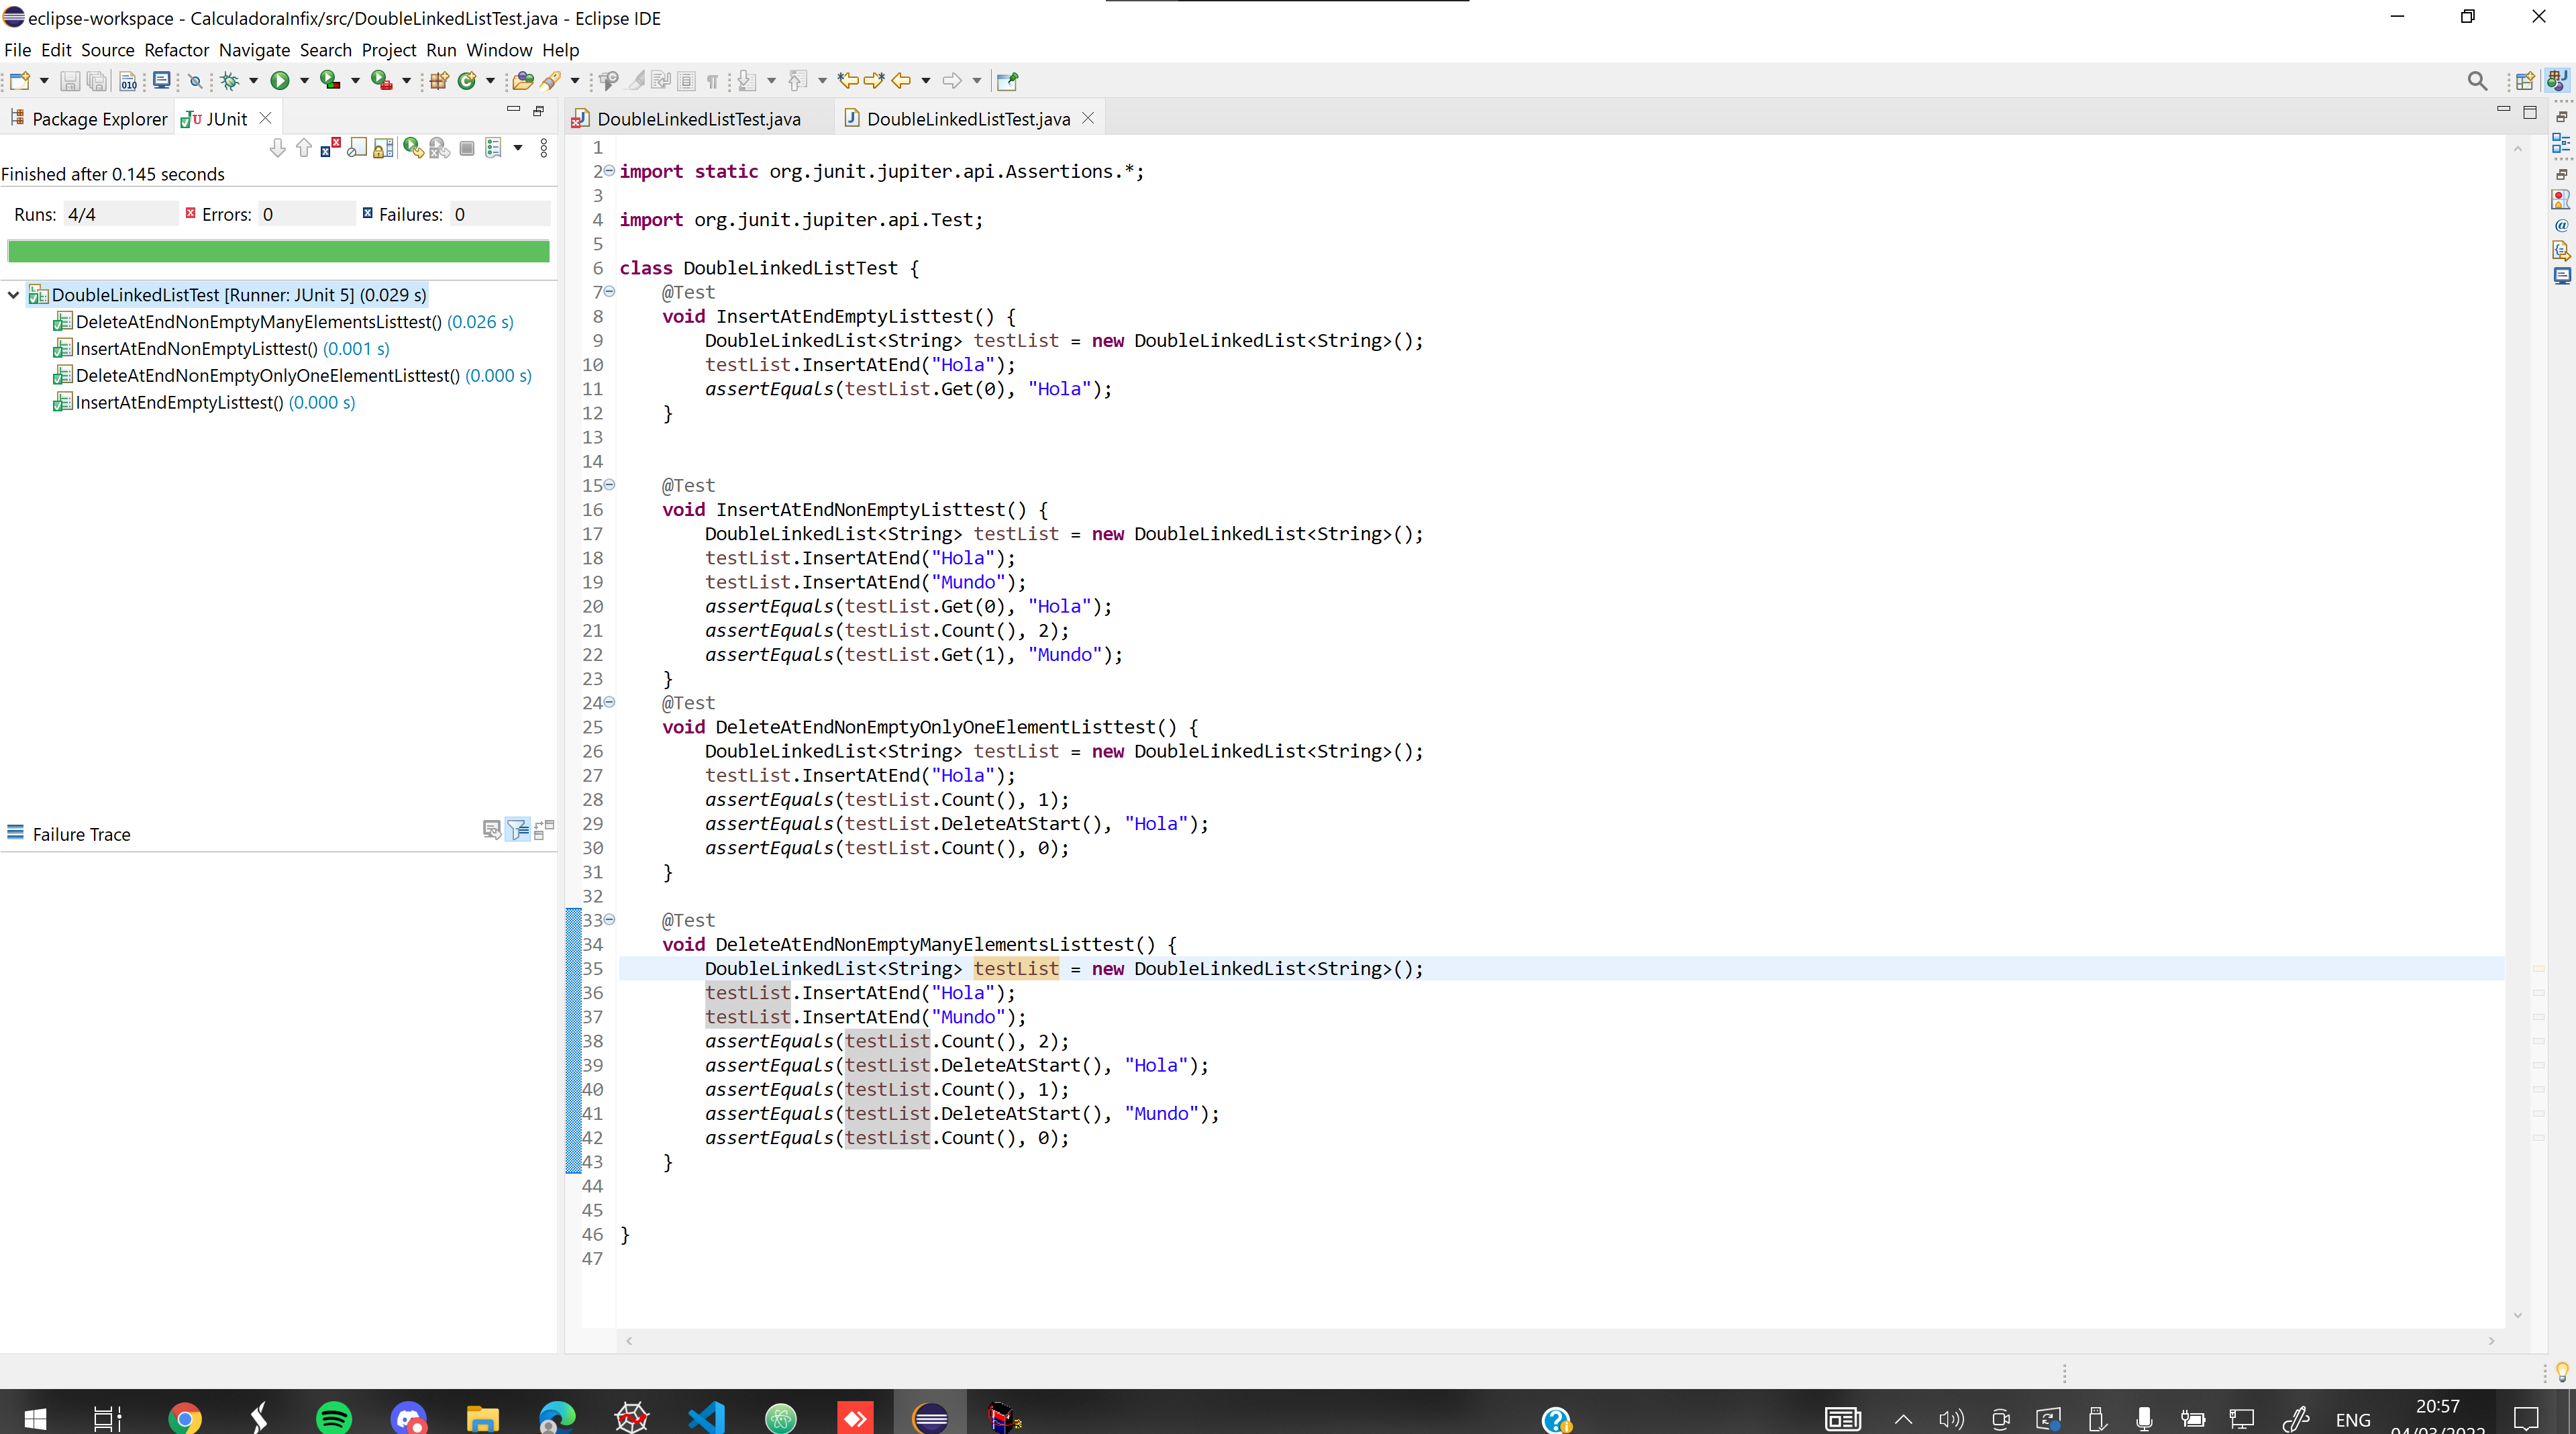 eclipse-workspace - CalculadoraInfix/src/DoubleLinkedListTest.java - Eclipse IDE
File Edit Source Refactor Navigate Search Project Run Window Help
Package Explorer JUnit
Finished after 0.145 seconds
Runs: 4/4 Errors: 0 Failures: 0
DoubleLinkedListTest [Runner: JUnit 5] (0.029 s)
DeleteAtEndNonEmptyManyElementsListtest() (0.026 s)
InsertAtEndNonEmptyListtest() (0.001 s)
DeleteAtEndNonEmptyOnlyOneElementListtest() (0.000 s)
InsertAtEndEmptyListtest() (0.000 s)
Failure Trace
DoubleLinkedListTest.java DoubleLinkedListTest.java
1
2 import static org.junit.jupiter.api.Assertions.*;
3
4 import org.junit.jupiter.api.Test;
5
6 class DoubleLinkedListTest {
7 @Test
8 void InsertAtEndEmptyListtest() {
9 DoubleLinkedList<String> testList = new DoubleLinkedList<String>();
10 testList.InsertAtEnd("Hola");
11 assertEquals(testList.Get(0), "Hola");
12 }
13
14
15 @Test
16 void InsertAtEndNonEmptyListtest() {
17 DoubleLinkedList<String> testList = new DoubleLinkedList<String>();
18 testList.InsertAtEnd("Hola");
19 testList.InsertAtEnd("Mundo");
20 assertEquals(testList.Get(0), "Hola");
21 assertEquals(testList.Count(), 2);
22 assertEquals(testList.Get(1), "Mundo");
23 }
24 @Test
25 void DeleteAtEndNonEmptyOnlyOneElementListtest() {
26 DoubleLinkedList<String> testList = new DoubleLinkedList<String>();
27 testList.InsertAtEnd("Hola");
28 assertEquals(testList.Count(), 1);
29 assertEquals(testList.DeleteAtStart(), "Hola");
30 assertEquals(testList.Count(), 0);
31 }
32
33 @Test
34 void DeleteAtEndNonEmptyManyElementsListtest() {
35 DoubleLinkedList<String> testList = new DoubleLinkedList<String>();
36 testList.InsertAtEnd("Hola");
37 testList.InsertAtEnd("Mundo");
38 assertEquals(testList.Count(), 2);
39 assertEquals(testList.DeleteAtStart(), "Hola");
40 assertEquals(testList.Count(), 1);
41 assertEquals(testList.DeleteAtStart(), "Mundo");
42 assertEquals(testList.Count(), 0);
43 }
44
45
46 }
47
ENG
20:57
04/03/2022